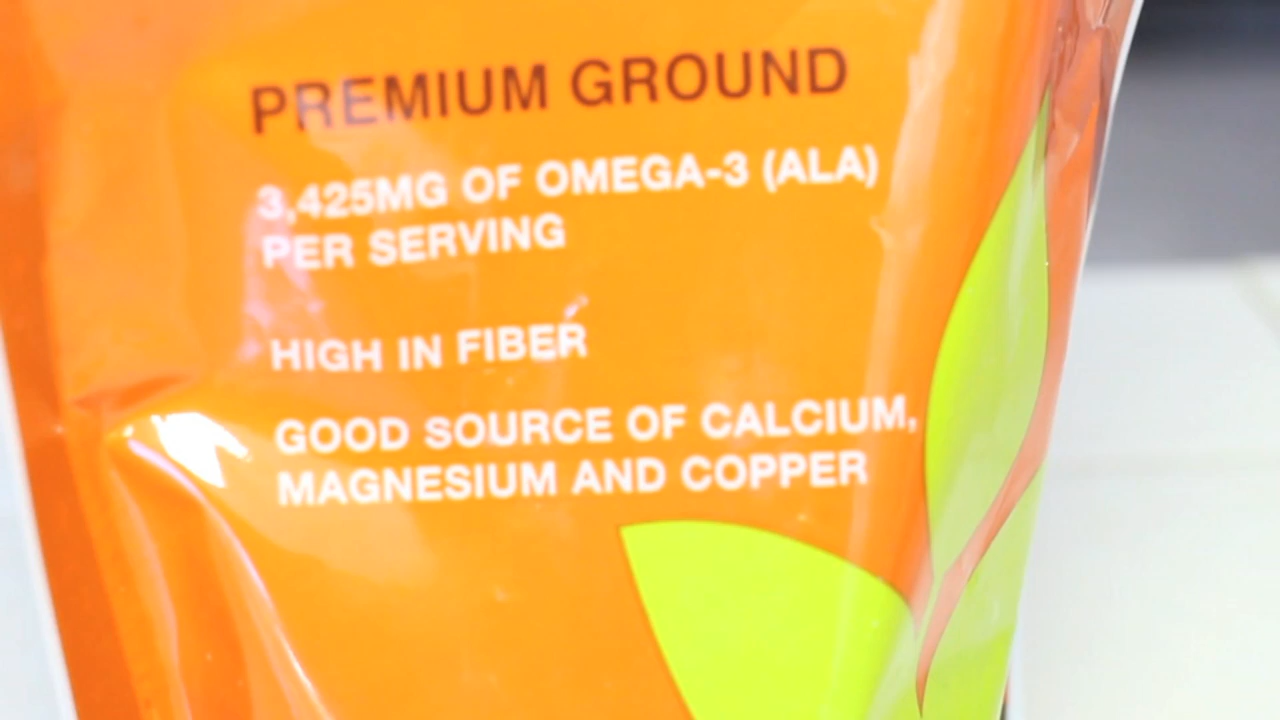 PREMIUM GROUND
3,425MG OF OMEGA-3 (ALA)
PER SERVING
HIGH IN FIBER
GOOD SOURCE OF CALCIUM,
MAGNESIUM AND COPPER